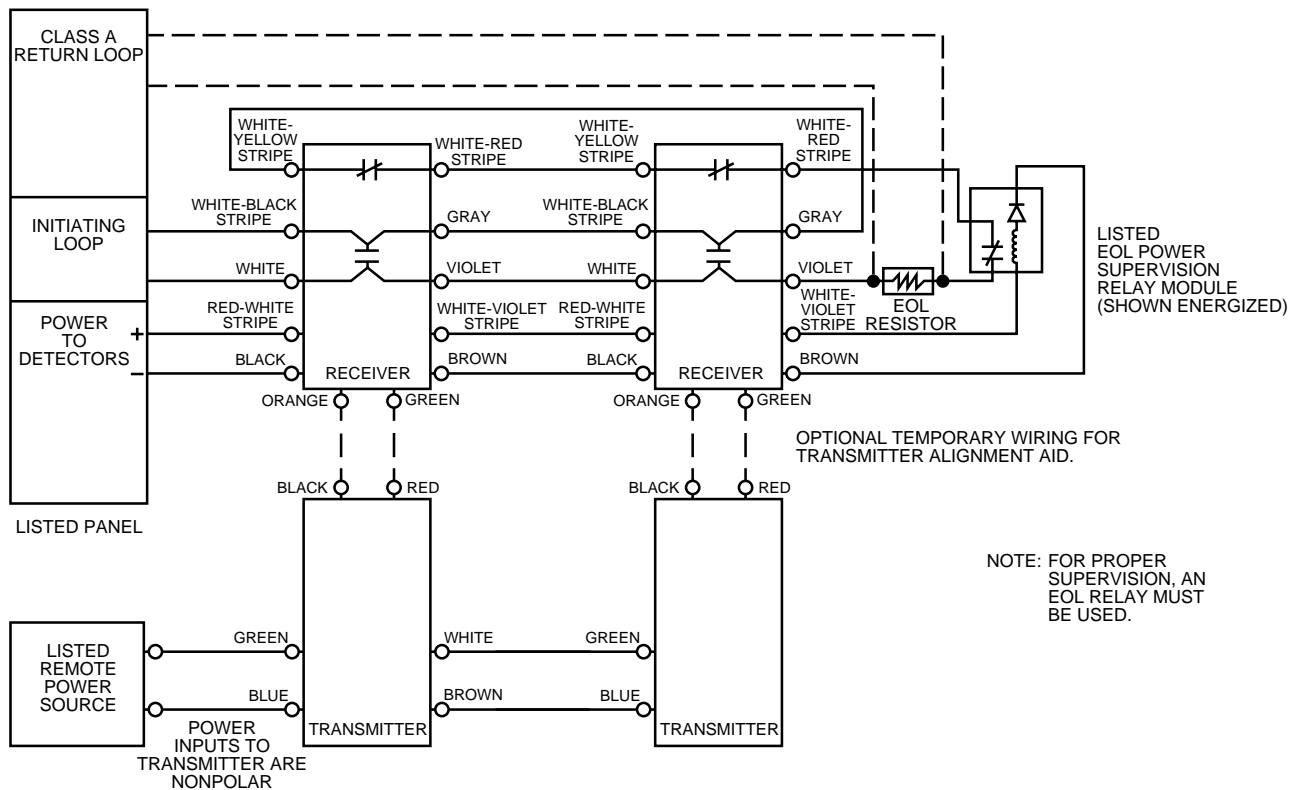 CLASS A
RETURN LOOP
INITIATING
LOOP
POWER
TO
DETECTORS
+
–
LISTED PANEL
WHITE-
YELLOW
STRIPE
WHITE-RED
STRIPE
WHITE-
YELLOW
STRIPE
WHITE-
RED
STRIPE
WHITE-BLACK
STRIPE
GRAY
WHITE-BLACK
STRIPE
GRAY
WHITE
VIOLET
WHITE
VIOLET
RED-WHITE
STRIPE
WHITE-VIOLET
STRIPE
RED-WHITE
STRIPE
WHITE-
VIOLET
STRIPE
EOL
RESISTOR
BLACK
RECEIVER
BROWN
BLACK
RECEIVER
BROWN
LISTED
EOL POWER
SUPERVISION
RELAY MODULE
(SHOWN ENERGIZED)
ORANGE
GREEN
ORANGE
GREEN
OPTIONAL TEMPORARY WIRING FOR
TRANSMITTER ALIGNMENT AID.
BLACK
RED
BLACK
RED
NOTE: FOR PROPER
SUPERVISION, AN
EOL RELAY MUST
BE USED.
LISTED
REMOTE
POWER
SOURCE
GREEN
WHITE
GREEN
BLUE
BROWN
BLUE
TRANSMITTER
TRANSMITTER
POWER
INPUTS TO
TRANSMITTER ARE
NONPOLAR